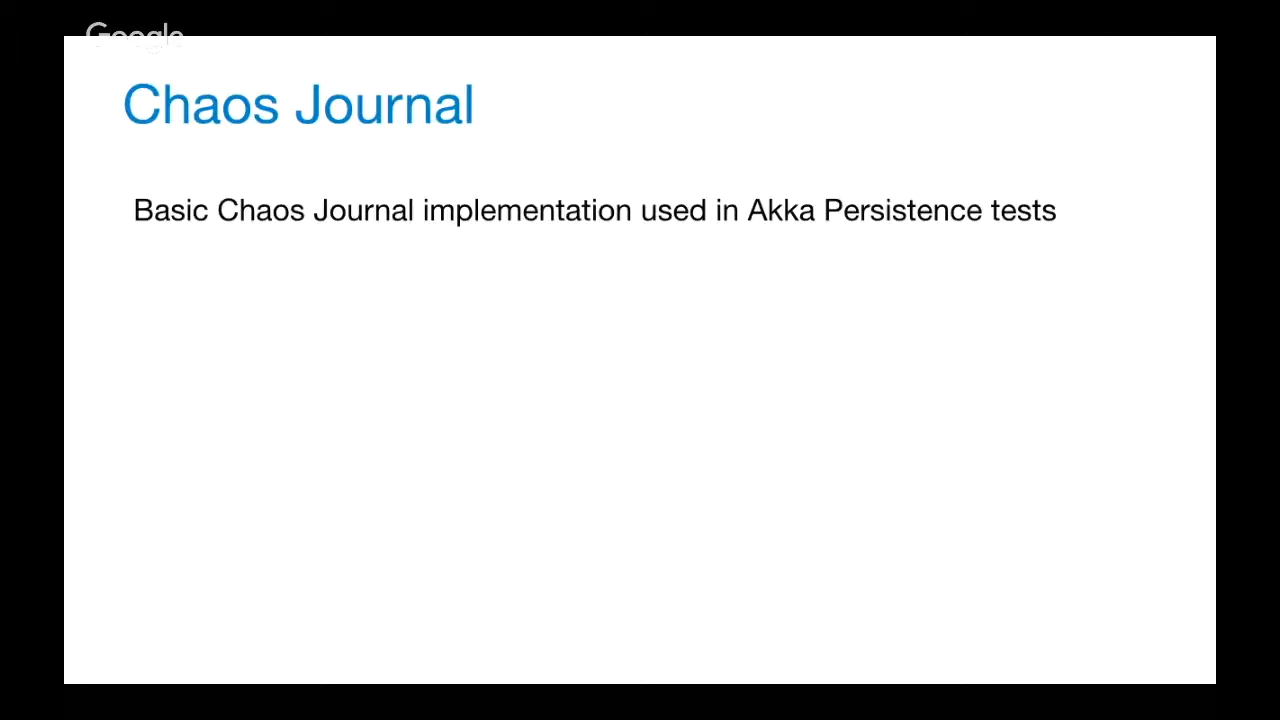 Google
Chaos Journal
Basic Chaos Journal implementation used in Akka Persistence tests